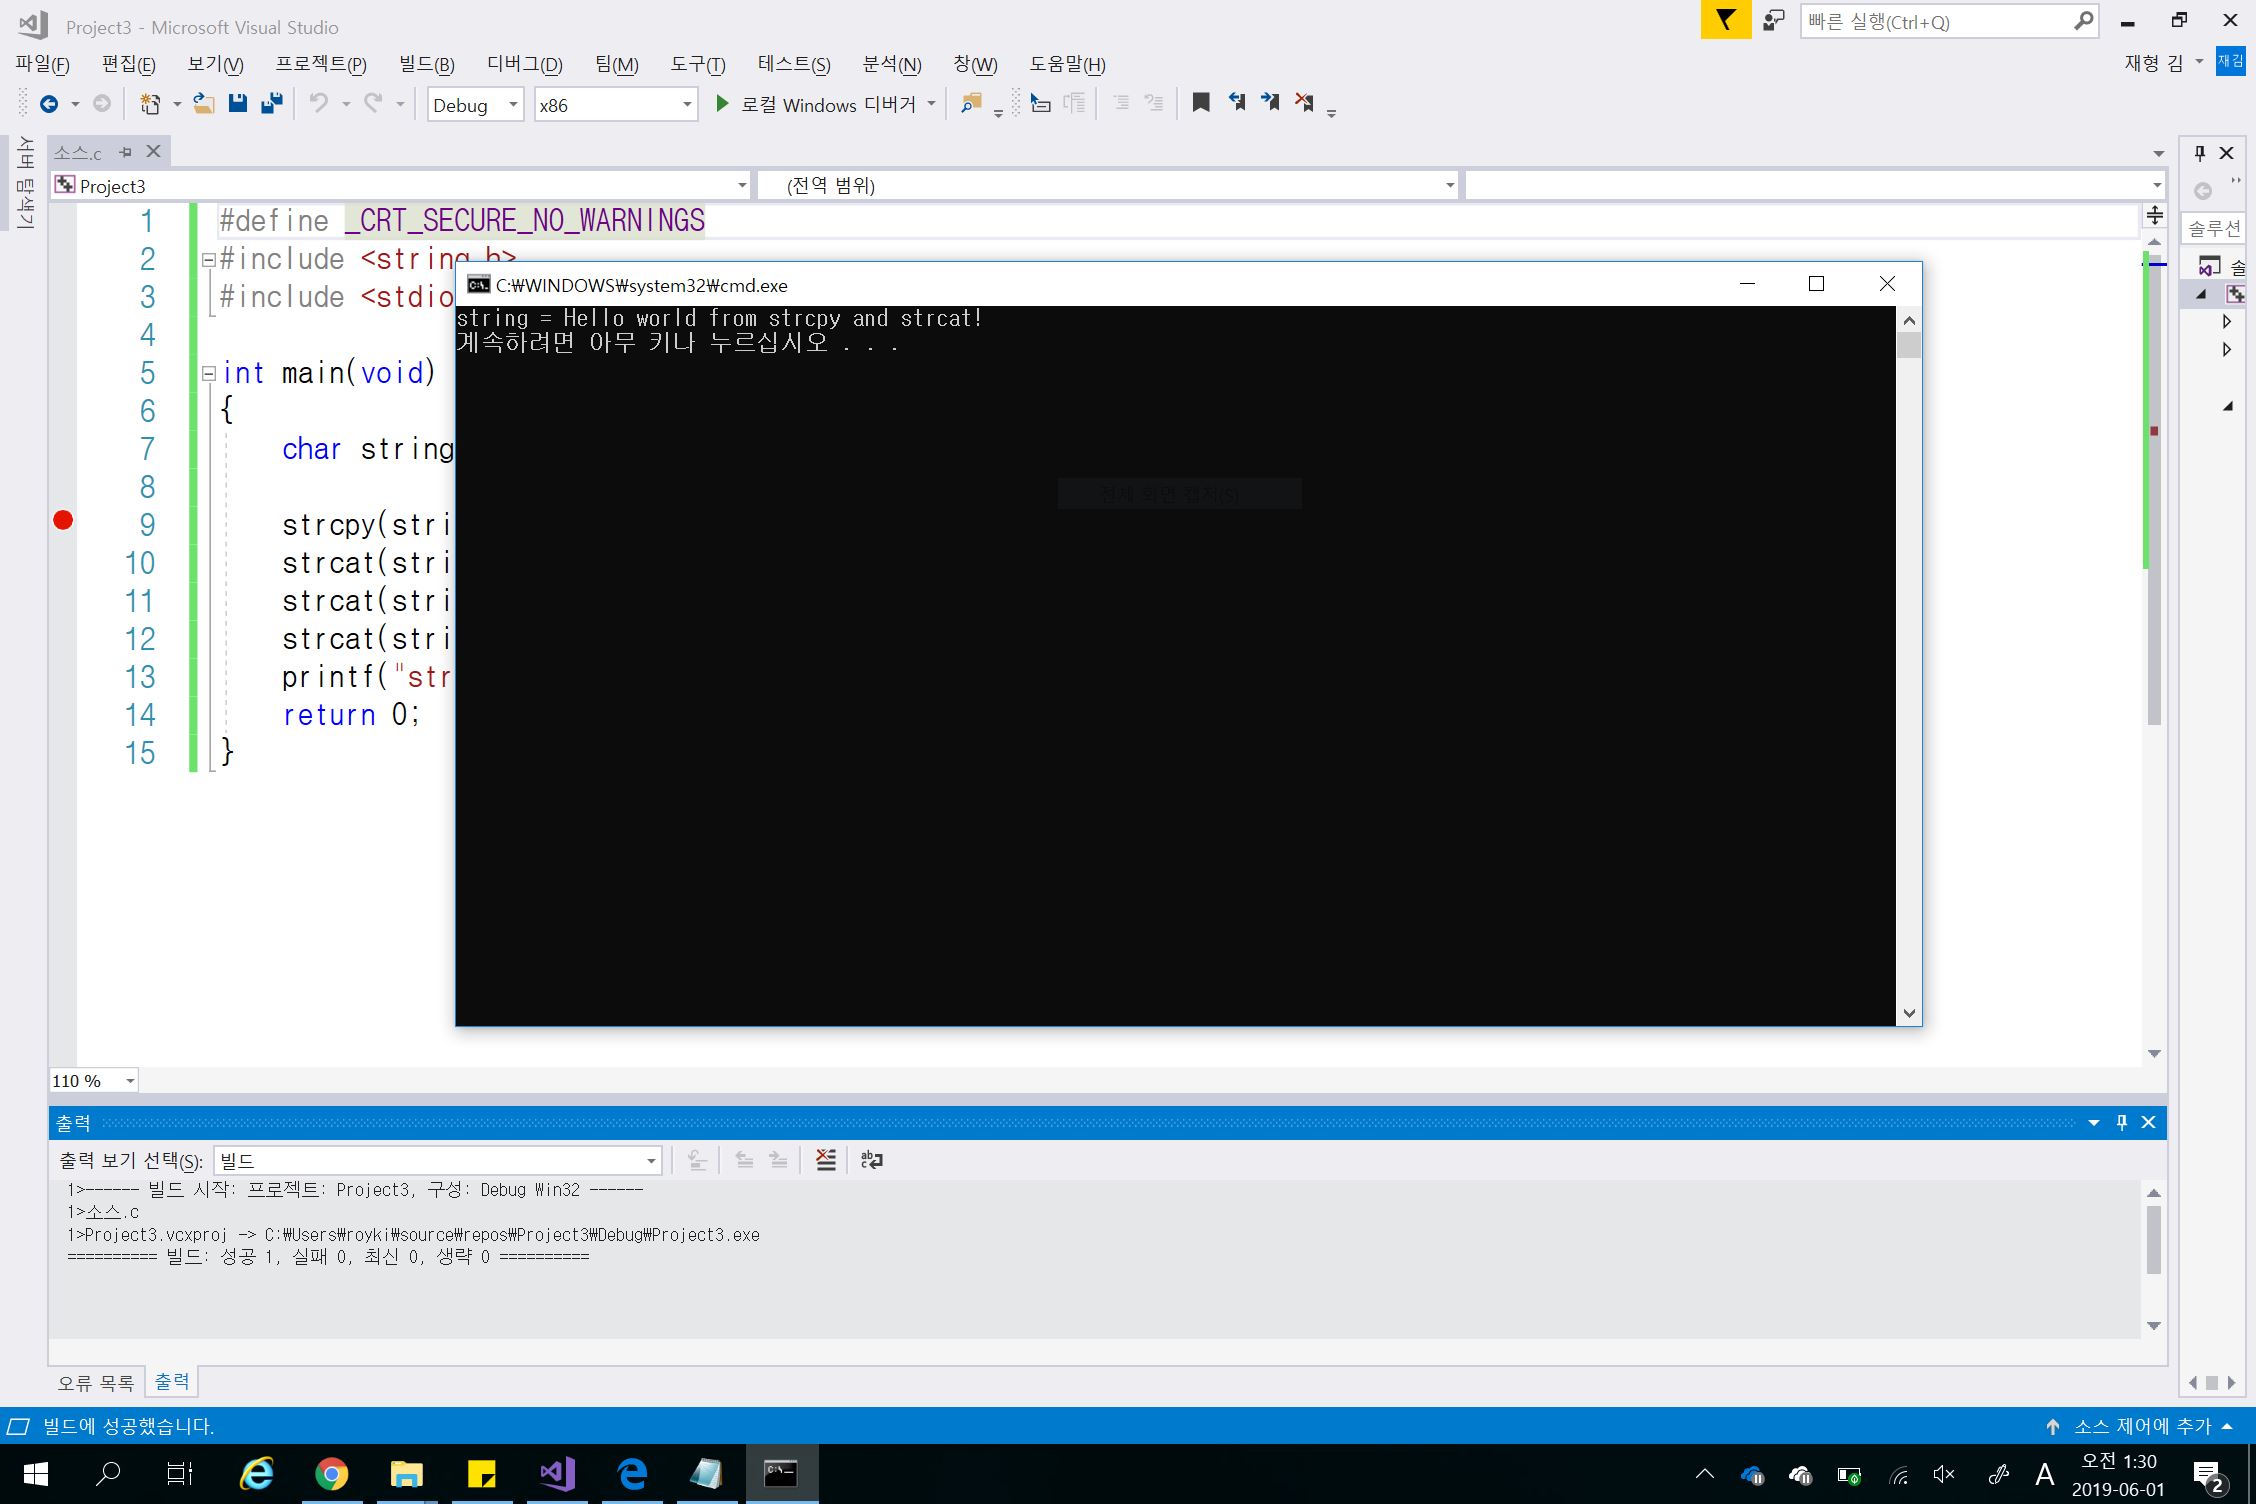 Project3 - Microsoft Visual Studio
빠른 실행(Ctrl+Q)
파일(F) 편집(E) 보기(V) 프로젝트(P) 빌드(B) 디버그(D) 팀(M) 도구(T) 테스트(S) 분석(N) 창(W) 도움말(H)
재형 김
재김
Debug x86 로컬 Windows 디버거
서버 탐색기
소스.c
Project3 (전역 범위)
솔루션
솔
1 #define _CRT_SECURE_NO_WARNINGS
2 #include <string.h>
3 #include <stdio
4
5 int main(void)
6 {
7 char string
8
9 strcpy(stri
10 strcat(stri
11 strcat(stri
12 strcat(stri
13 printf("str
14 return 0;
15 }
C:₩WINDOWS₩system32₩cmd.exe
string = Hello world from strcpy and strcat!
계속하려면 아무 키나 누르십시오 . . .
전체 화면 캡처(S)
110 %
출력
출력 보기 선택(S): 빌드
1>------ 빌드 시작: 프로젝트: Project3, 구성: Debug Win32 ------
1>소스.c
1>Project3.vcxproj -> C:₩Users₩royki₩source₩repos₩Project3₩Debug₩Project3.exe
========== 빌드: 성공 1, 실패 0, 최신 0, 생략 0 ==========
오류 목록 출력
빌드에 성공했습니다.
소스 제어에 추가
A
오전 1:30
2019-06-01
2